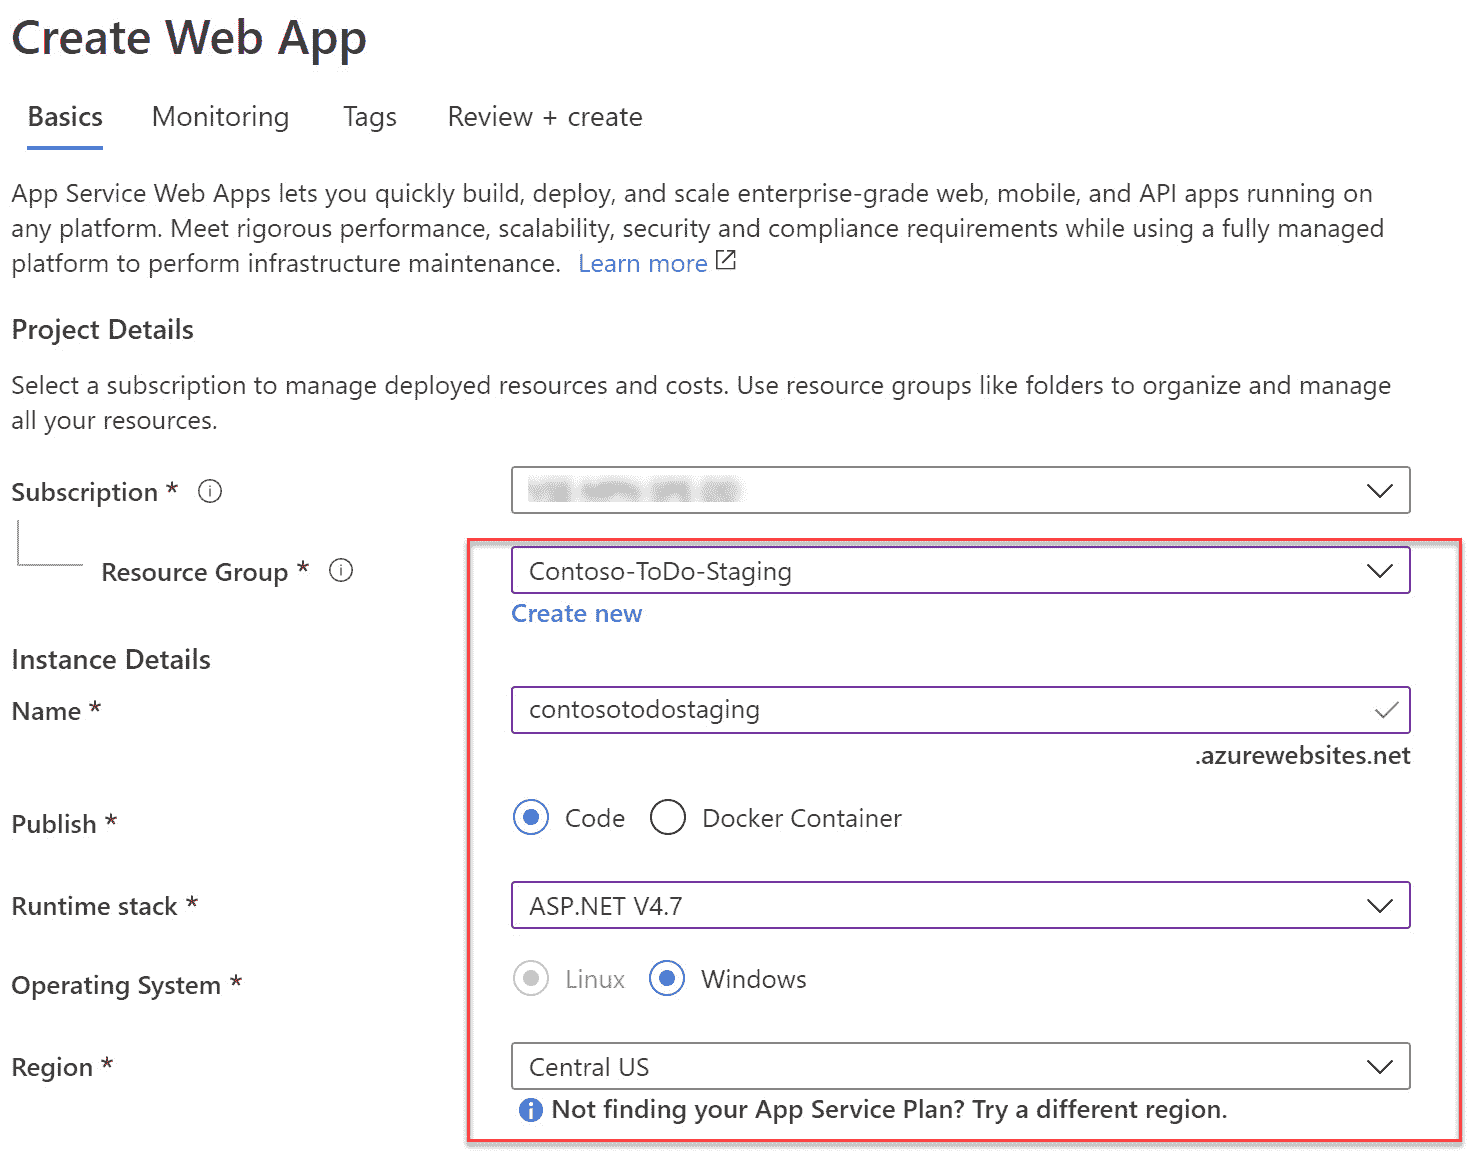 Create Web App
Basics Monitoring Tags Review + create
App Service Web Apps lets you quickly build, deploy, and scale enterprise-grade web, mobile, and API apps running on
any platform. Meet rigorous performance, scalability, security and compliance requirements while using a fully managed
platform to perform infrastructure maintenance. Learn more
Project Details
Select a subscription to manage deployed resources and costs. Use resource groups like folders to organize and manage
all your resources.
Subscription *
Resource Group * Contoso-ToDo-Staging
Create new
Instance Details
Name * contosotodostaging
.azurewebsites.net
Publish * Code Docker Container
Runtime stack * ASP.NET V4.7
Operating System * Linux Windows
Region * Central US
Not finding your App Service Plan? Try a different region.